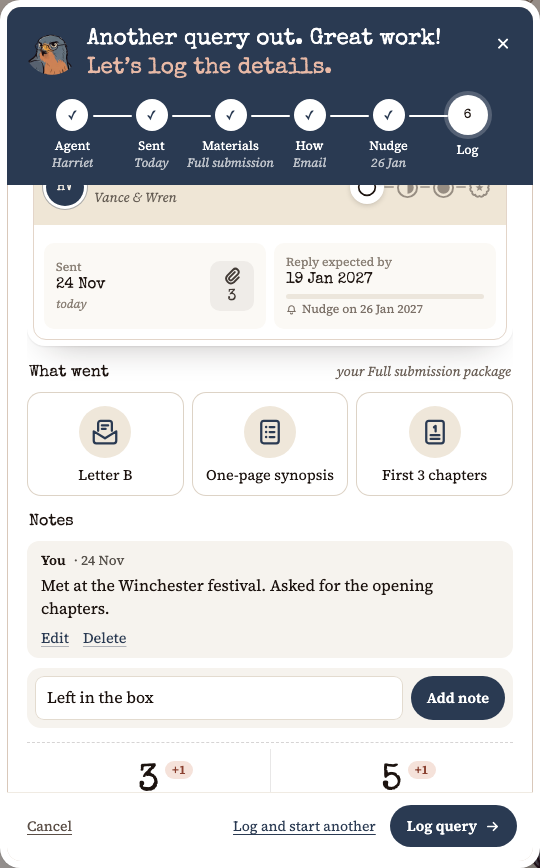 Another query out. Great work!
Let's log the details.
6
Agent
Harriet
Sent
Today
Materials
Full submission
How
Email
Nudge
26 Jan
Log
Vance & Wren
Sent
24 Nov
today
3
Reply expected by
19 Jan 2027
Nudge on 26 Jan 2027
What went
your Full submission package
Letter B
One-page synopsis
1
First 3 chapters
Notes
You · 24 Nov
Met at the Winchester festival. Asked for the opening
chapters.
Edit Delete
Left in the box
Add note
3 +1
5 +1
Cancel
Log and start another
Log query →